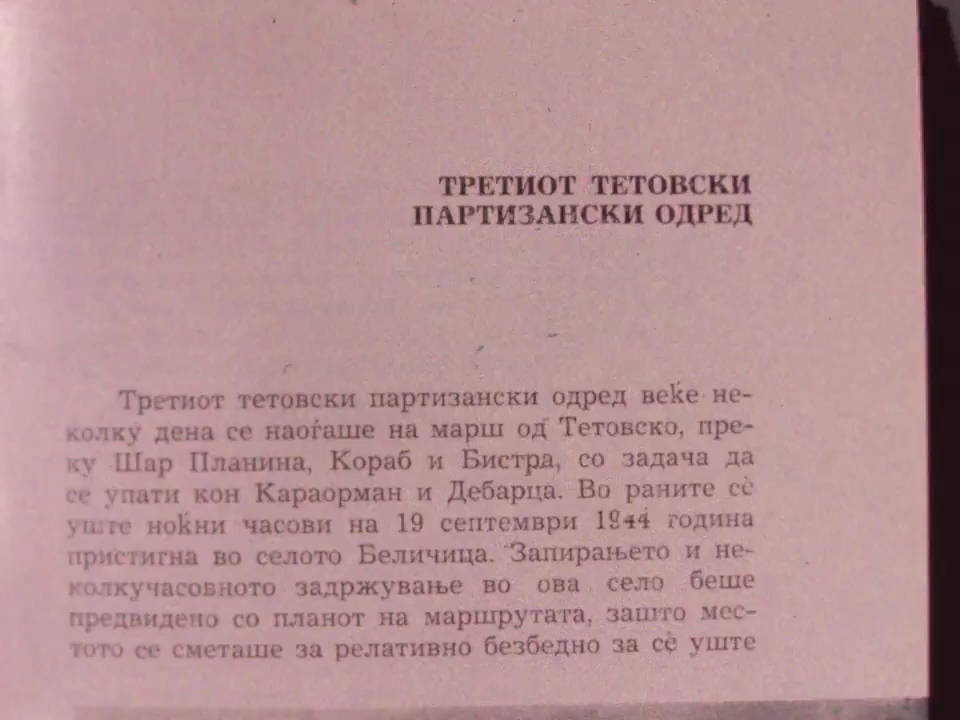 ТРЕТИОТ ТЕТОВСКИ
ПАРТИЗАНСКИ ОДРЕД
Третиот тетовски партизански одред веќе не-
колку дена се наоѓаше на марш од Тетовско, пре-
ку Шар Планина, Кораб и Бистра, со задача да
се упати кон Караорман и Дебарца. Во раните сѐ
уште ноќни часови на 19 септември 1944 година
пристигна во селото Беличица. Запирањето и не-
колкучасовното задржување во ова село беше
предвидено со планот на маршрутата, зашто мес-
тото се сметаше за релативно безбедно за сѐ уште